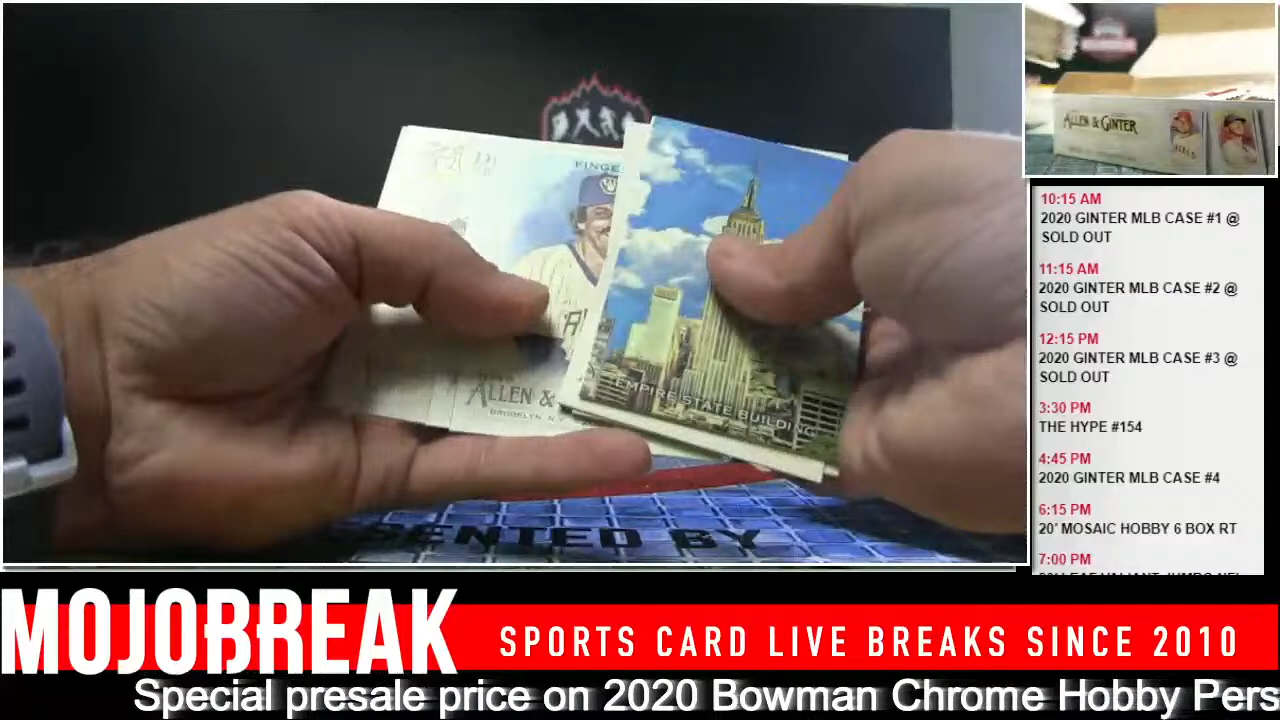 FINGE
ALLEN &
BROOKLYN N.Y
EMPIRE STATE BUILDING
SENTED BY
ALLEN & GINTER
10:15 AM
2020 GINTER MLB CASE #1 @
SOLD OUT
11:15 AM
2020 GINTER MLB CASE #2 @
SOLD OUT
12:15 PM
2020 GINTER MLB CASE #3 @
SOLD OUT
3:30 PM
THE HYPE #154
4:45 PM
2020 GINTER MLB CASE #4
6:15 PM
20' MOSAIC HOBBY 6 BOX RT
7:00 PM
MOJOBREAK
SPORTS CARD LIVE BREAKS SINCE 2010
Special presale price on 2020 Bowman Chrome Hobby Pers